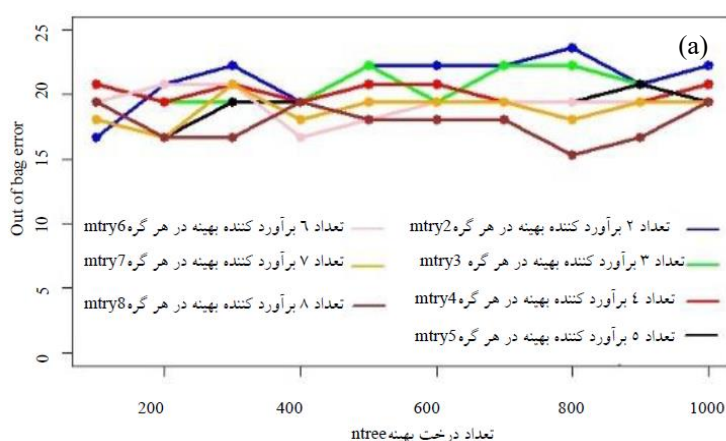 (a)
Out of bag error
25
20
15
10
5
0
تعداد ۲ برآورد کننده بهینه در هر گره mtry2
تعداد ۳ برآورد کننده بهینه در هر گره mtry3
تعداد ٤ برآورد کننده بهینه در هر گره mtry4
تعداد ٥ برآورد کننده بهینه در هر گره mtry5
تعداد ٦ برآورد کننده بهینه در هر گره mtry6
تعداد ۷ برآورد کننده بهینه در هر گره mtry7
تعداد ۸ برآورد کننده بهینه در هر گره mtry8
200 400 600 800 1000
تعداد درخت بهینه ntree